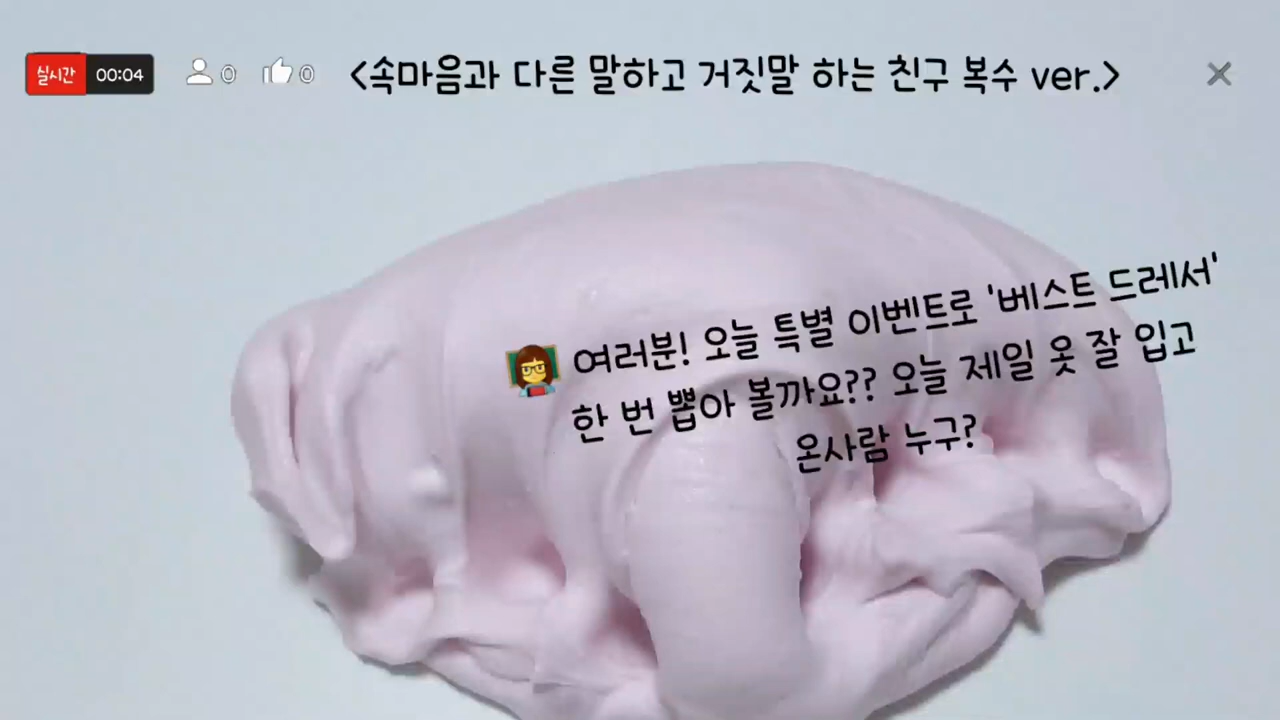 실시간 00:04 0 0 <속마음과 다른 말하고 거짓말 하는 친구 복수 ver.>
여러분! 오늘 특별 이벤트로 '베스트 드레서'
한 번 뽑아 볼까요?? 오늘 제일 옷 잘 입고
온사람 누구?